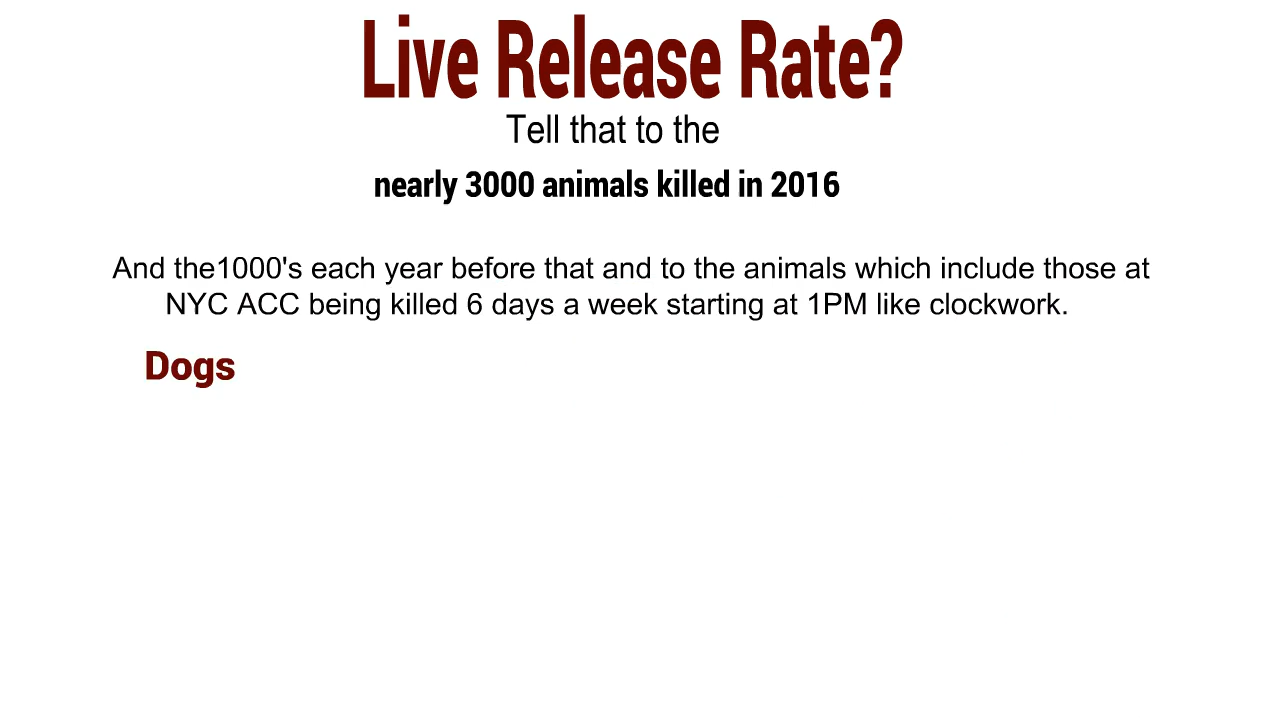 Live Release Rate?
Tell that to the
nearly 3000 animals killed in 2016
And the1000's each year before that and to the animals which include those at
NYC ACC being killed 6 days a week starting at 1PM like clockwork.
Dogs